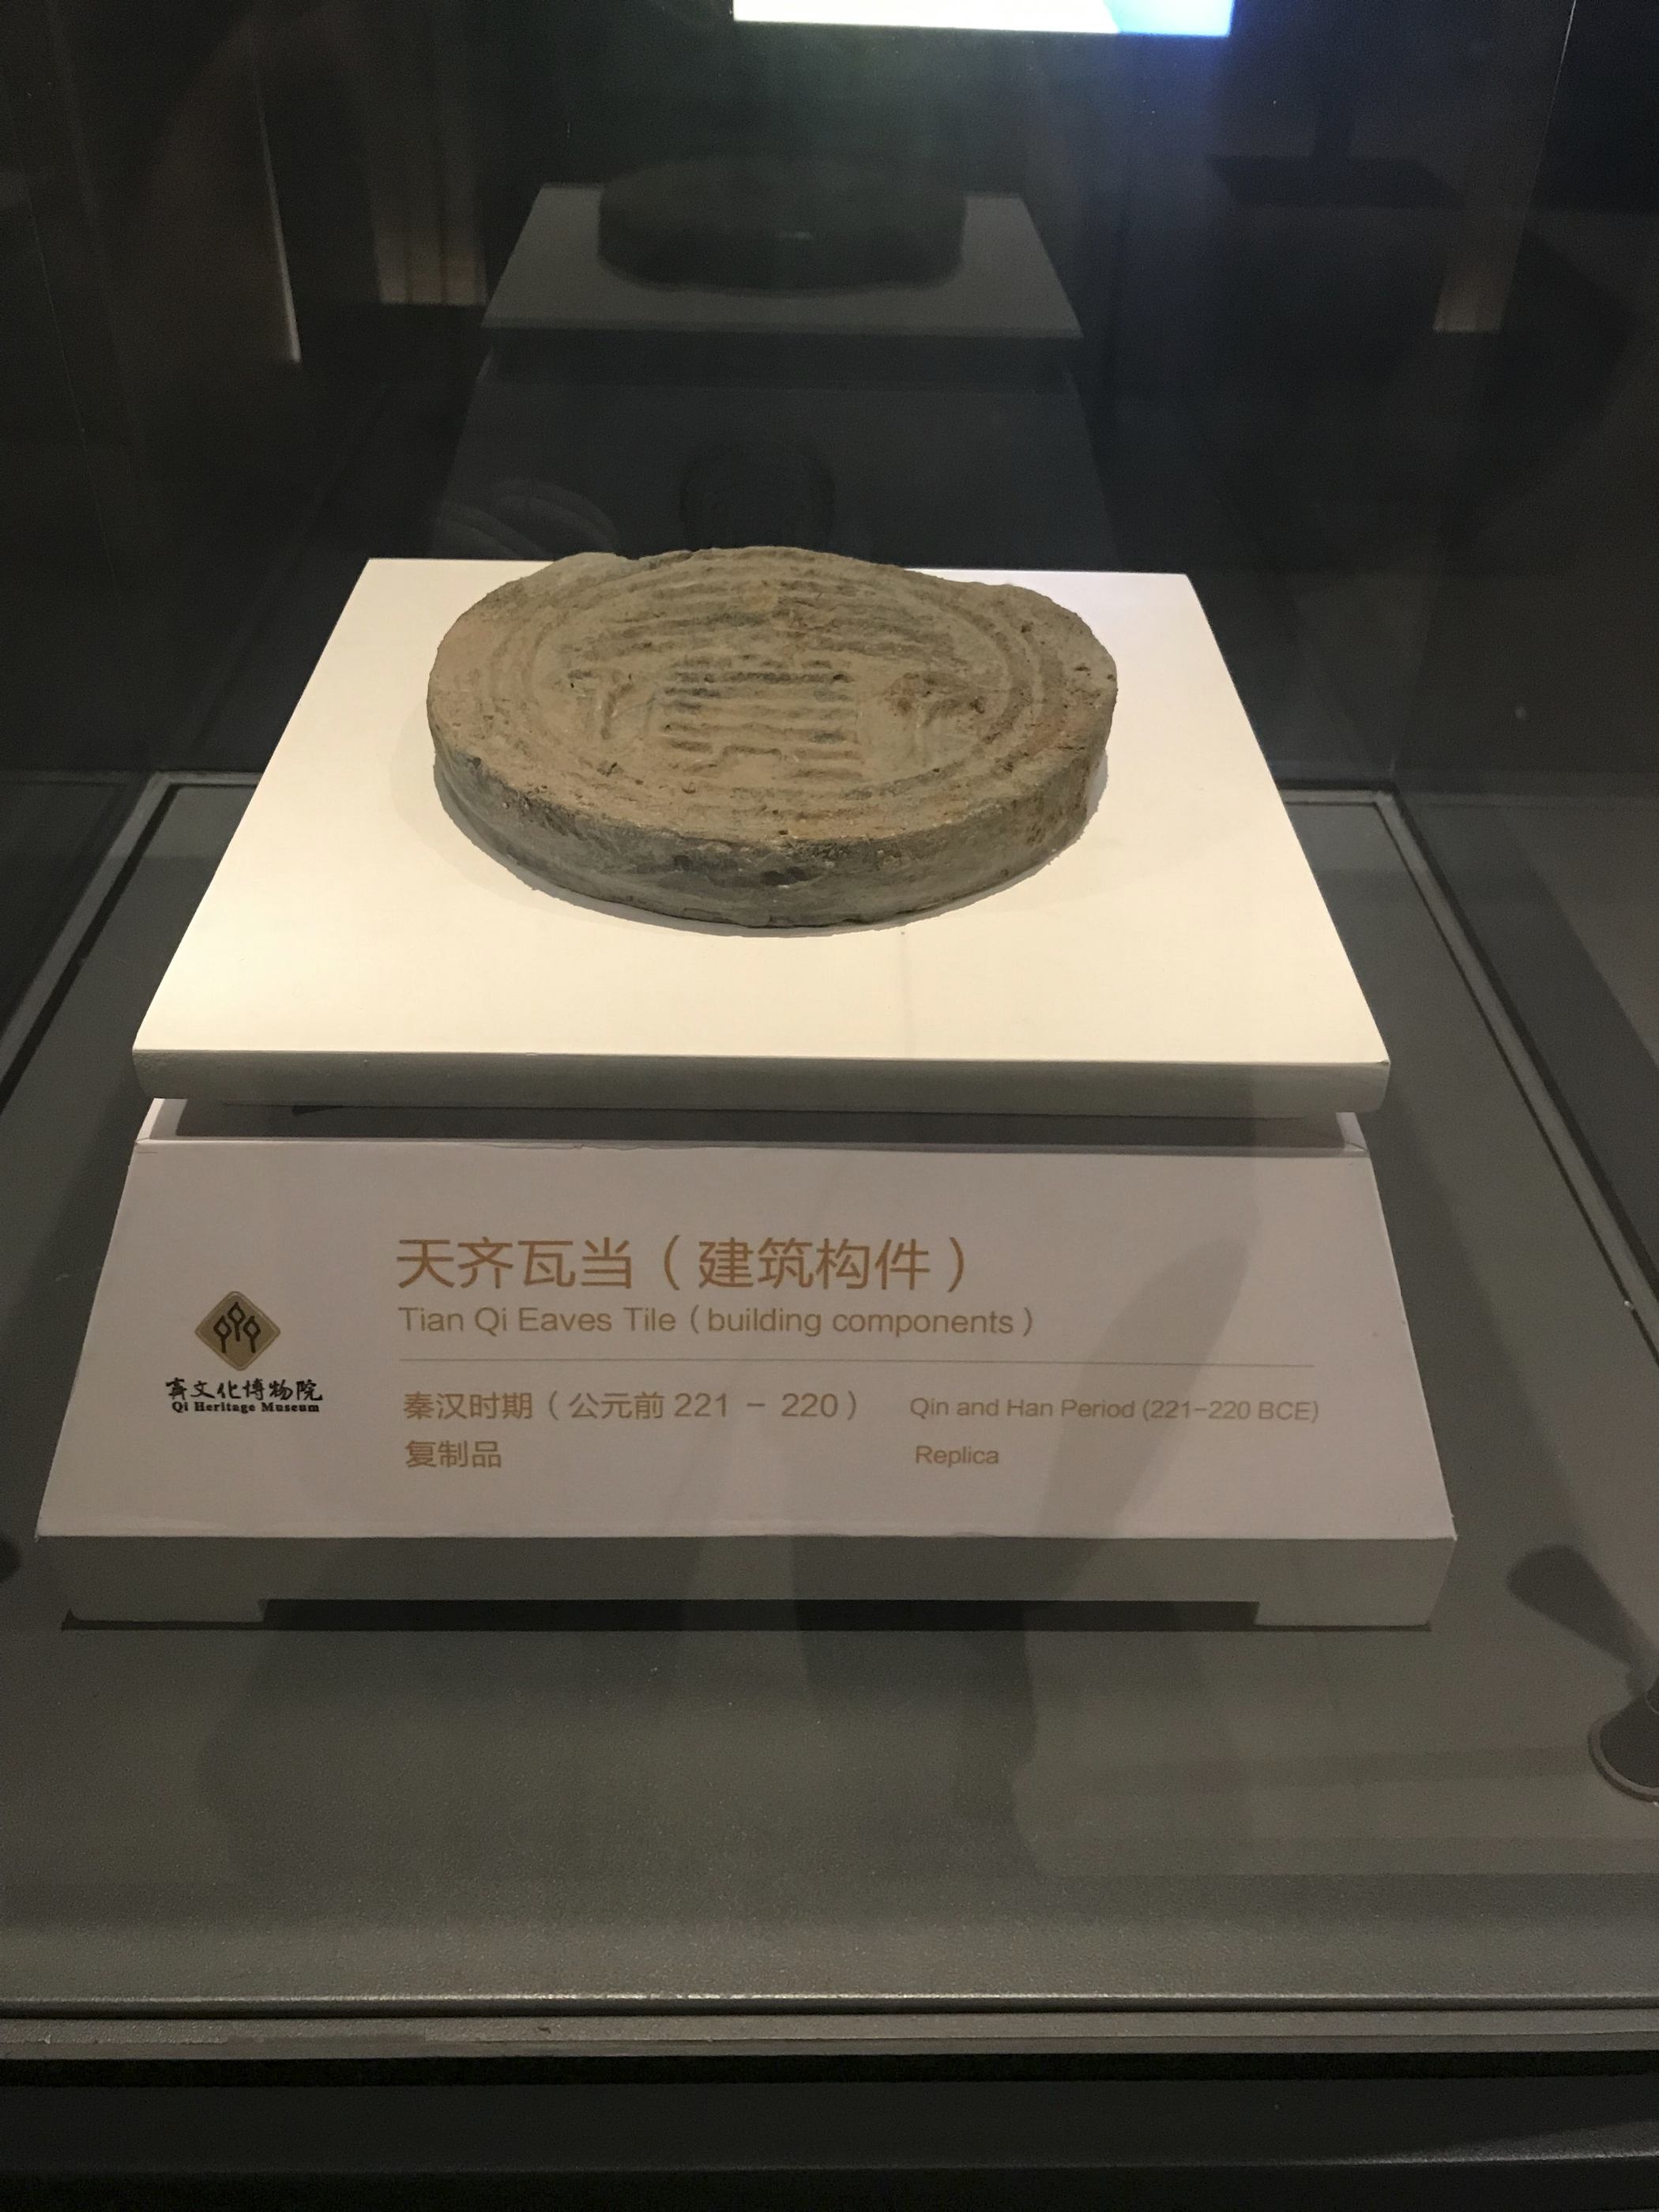 天齐瓦当（建筑构件）
Tian Qi Eaves Tile（building components）
秦汉时期（公元前 221 - 220） Qin and Han Period (221-220 BCE)
复制品 Replica
齊文化博物院
Qi Heritage Museum